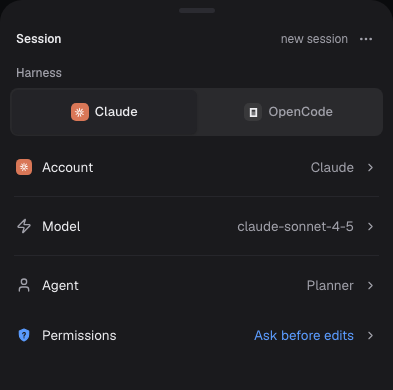 Session new session ...
Harness
Claude OpenCode
Account Claude
Model claude-sonnet-4-5
Agent Planner
Permissions Ask before edits